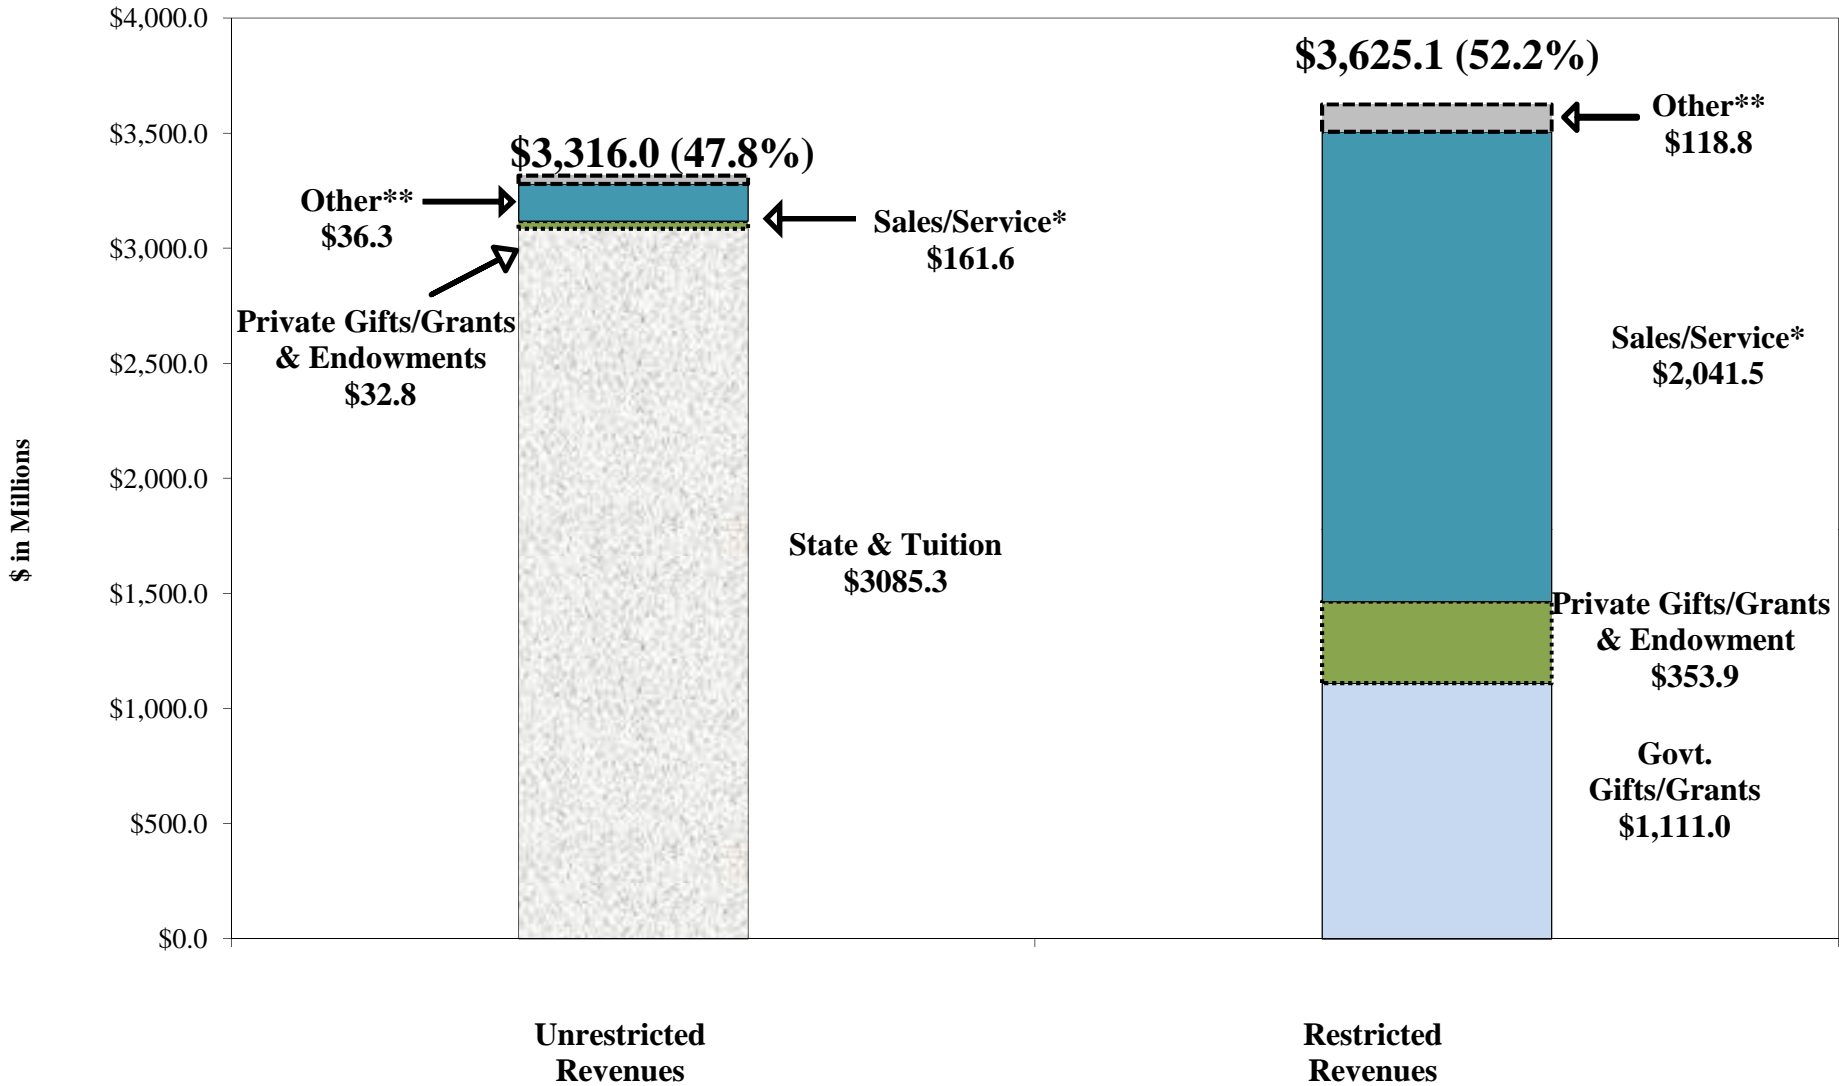 $4,000.0
$3,500.0
$3,000.0
$2,500.0
$2,000.0
$1,500.0
$1,000.0
$500.0
$0.0
$ in Millions
$3,316.0 (47.8%)
Other**
$36.3
Sales/Service*
$161.6
Private Gifts/Grants
& Endowments
$32.8
State & Tuition
$3085.3
$3,625.1 (52.2%)
Other**
$118.8
Sales/Service*
$2,041.5
Private Gifts/Grants
& Endowment
$353.9
Govt.
Gifts/Grants
$1,111.0
Unrestricted
Revenues
Restricted
Revenues